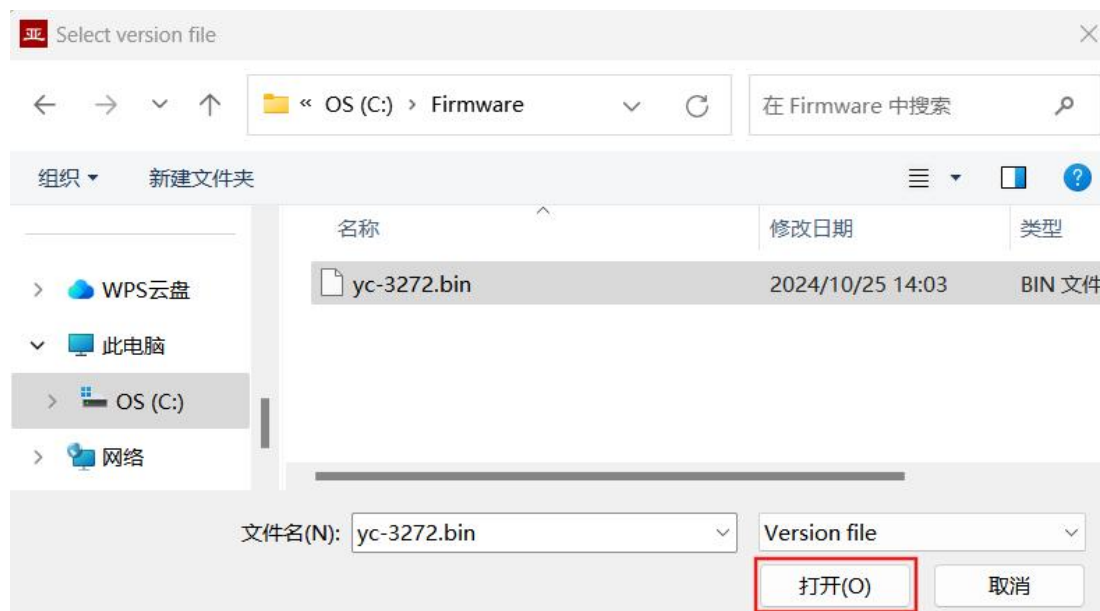 亚 Select version file
« OS (C:) > Firmware 在 Firmware 中搜索
组织 新建文件夹
名称 修改日期 类型
WPS云盘 yc-3272.bin 2024/10/25 14:03 BIN 文件
此电脑
OS (C:)
网络
文件名(N): yc-3272.bin Version file
打开(O) 取消